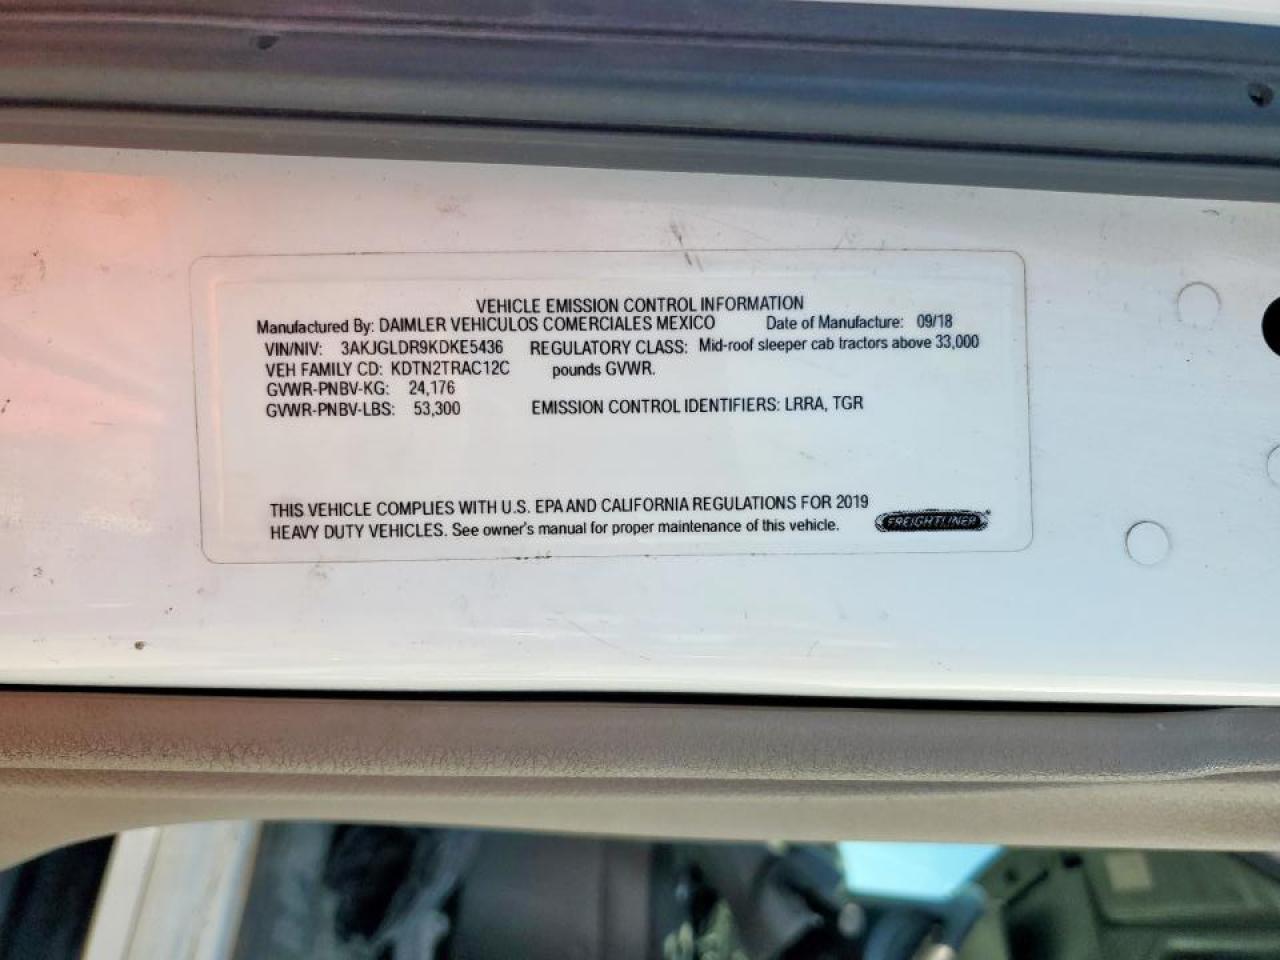 VEHICLE EMISSION CONTROL INFORMATION
Manufactured By: DAIMLER VEHICULOS COMERCIALES MEXICO Date of Manufacture: 09/18
VIN/NIV: 3AKJGLDR9KDKE5436 REGULATORY CLASS: Mid-roof sleeper cab tractors above 33,000
VEH FAMILY CD: KDTN2TRAC12C pounds GVWR.
GVWR-PNBV-KG: 24,176
GVWR-PNBV-LBS: 53,300 EMISSION CONTROL IDENTIFIERS: LRRA, TGR
THIS VEHICLE COMPLIES WITH U.S. EPA AND CALIFORNIA REGULATIONS FOR 2019
HEAVY DUTY VEHICLES. See owner's manual for proper maintenance of this vehicle.
FREIGHTLINER